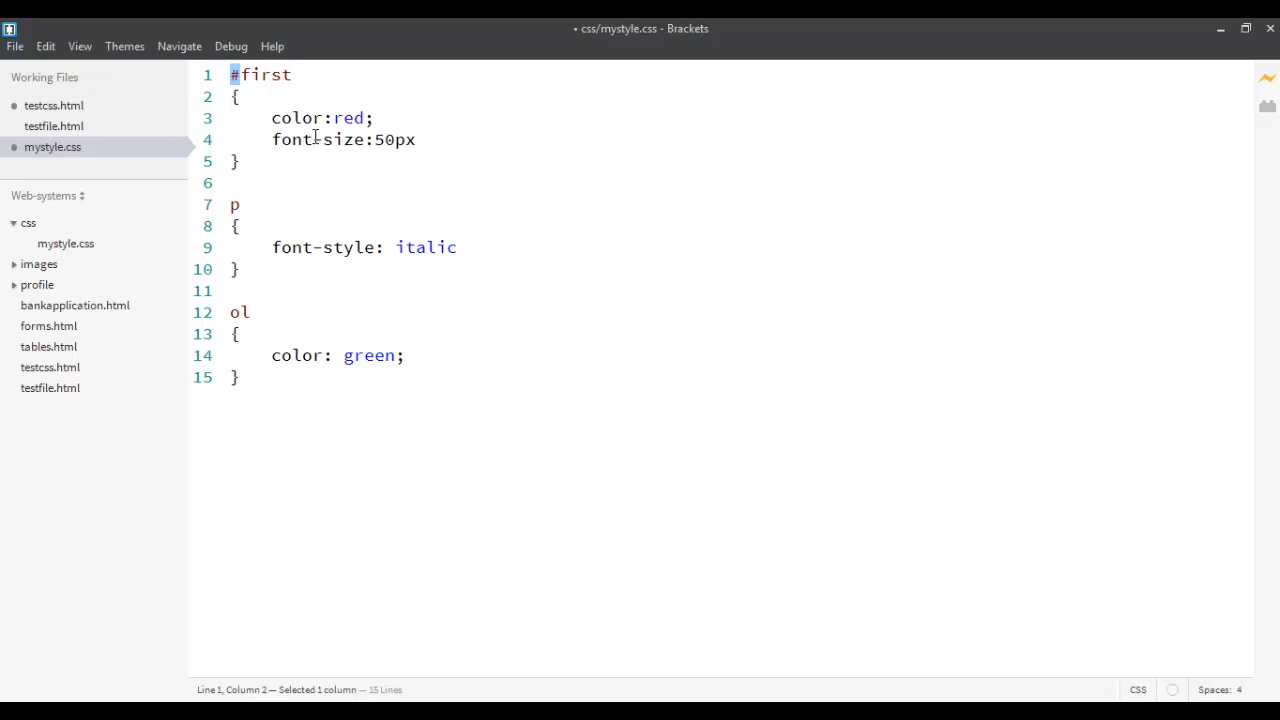 • css/mystyle.css - Brackets
File Edit View Themes Navigate Debug Help
Working Files
testcss.html
testfile.html
mystyle.css
Web-systems
css
mystyle.css
images
profile
bankapplication.html
forms.html
tables.html
testcss.html
testfile.html
1 #first
2 {
3 color:red;
4 font-size:50px
5 }
6
7 p
8 {
9 font-style: italic
10 }
11
12 ol
13 {
14 color: green;
15 }
Line 1, Column 2 — Selected 1 column — 15 Lines
CSS
Spaces: 4